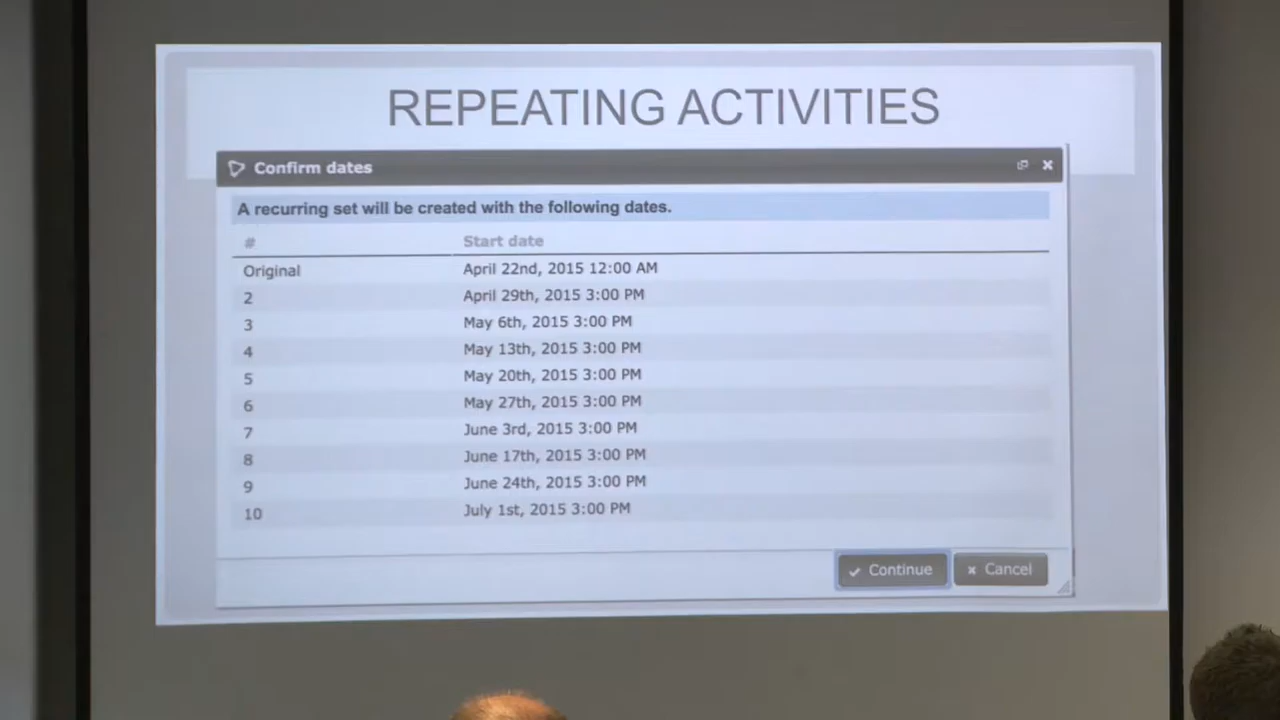 REPEATING ACTIVITIES
Confirm dates
A recurring set will be created with the following dates.
# Start date
Original April 22nd, 2015 12:00 AM
2 April 29th, 2015 3:00 PM
3 May 6th, 2015 3:00 PM
4 May 13th, 2015 3:00 PM
5 May 20th, 2015 3:00 PM
6 May 27th, 2015 3:00 PM
7 June 3rd, 2015 3:00 PM
8 June 17th, 2015 3:00 PM
9 June 24th, 2015 3:00 PM
10 July 1st, 2015 3:00 PM
Continue Cancel